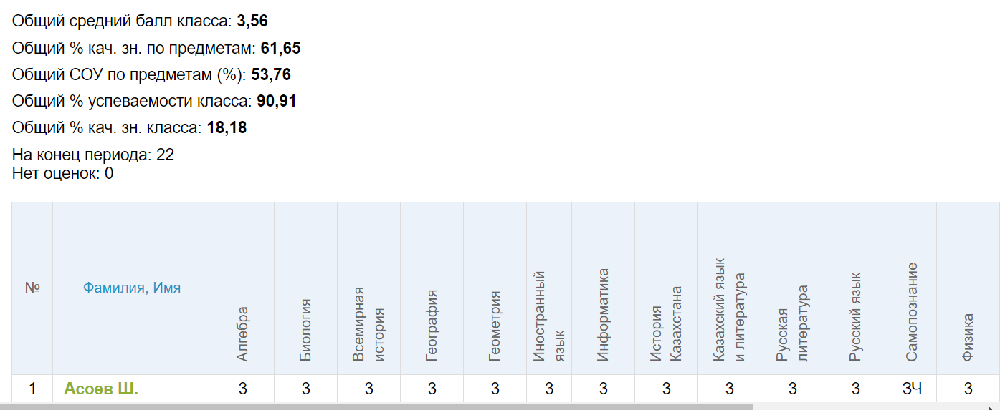 Общий средний балл класса: 3,56
Общий % кач. зн. по предметам: 61,65
Общий СОУ по предметам (%): 53,76
Общий % успеваемости класса: 90,91
Общий % кач. зн. класса: 18,18
На конец периода: 22
Нет оценок: 0
№
Фамилия, Имя
Алгебра
Биология
Всемирная
история
География
Геометрия
Иностранный
язык
Информатика
История
Казахстана
Казахский язык
и литература
Русская
литература
Русский язык
Самопознание
Физика
1 Асоев Ш. 3 3 3 3 3 3 3 3 3 3 3 ЗЧ 3